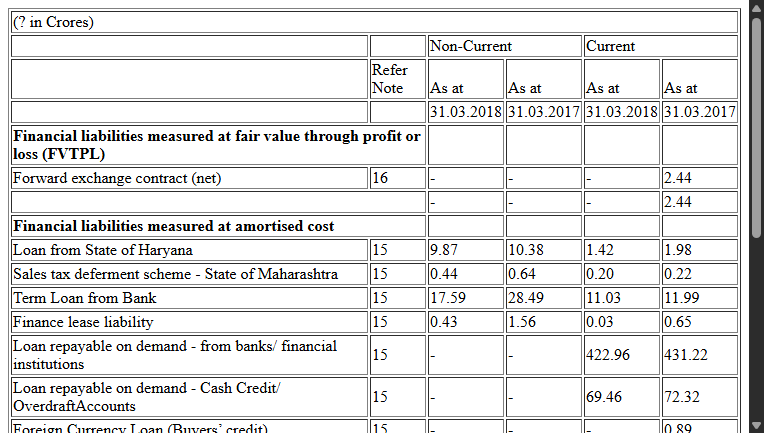 (? in Crores)
Non-Current Current
Refer
Note As at As at As at As at
31.03.2018 31.03.2017 31.03.2018 31.03.2017
Financial liabilities measured at fair value through profit or
loss (FVTPL)
Forward exchange contract (net) 16 - - - 2.44
- - - 2.44
Financial liabilities measured at amortised cost
Loan from State of Haryana 15 9.87 10.38 1.42 1.98
Sales tax deferment scheme - State of Maharashtra 15 0.44 0.64 0.20 0.22
Term Loan from Bank 15 17.59 28.49 11.03 11.99
Finance lease liability 15 0.43 1.56 0.03 0.65
Loan repayable on demand - from banks/ financial
institutions 15 - - 422.96 431.22
Loan repayable on demand - Cash Credit/
OverdraftAccounts 15 - - 69.46 72.32
Foreign Currency Loan (Buyers’ credit) 15 - - - 0.89